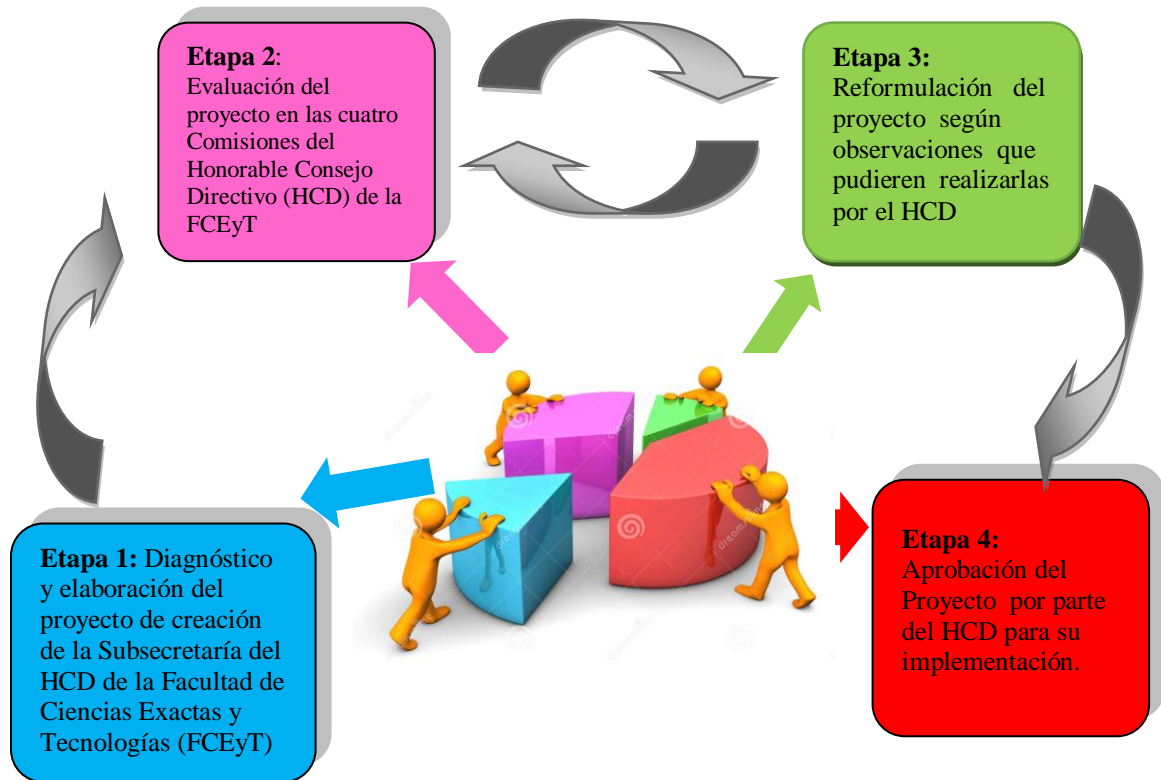 Etapa 2:
Evaluación del
proyecto en las cuatro
Comisiones del
Honorable Consejo
Directivo (HCD) de la
FCEyT
Etapa 3:
Reformulación del
proyecto según
observaciones que
pudieren realizarlas
por el HCD
Etapa 1: Diagnóstico
y elaboración del
proyecto de creación
de la Subsecretaría del
HCD de la Facultad de
Ciencias Exactas y
Tecnologías (FCEyT)
Etapa 4:
Aprobación del
Proyecto por parte
del HCD para su
implementación.